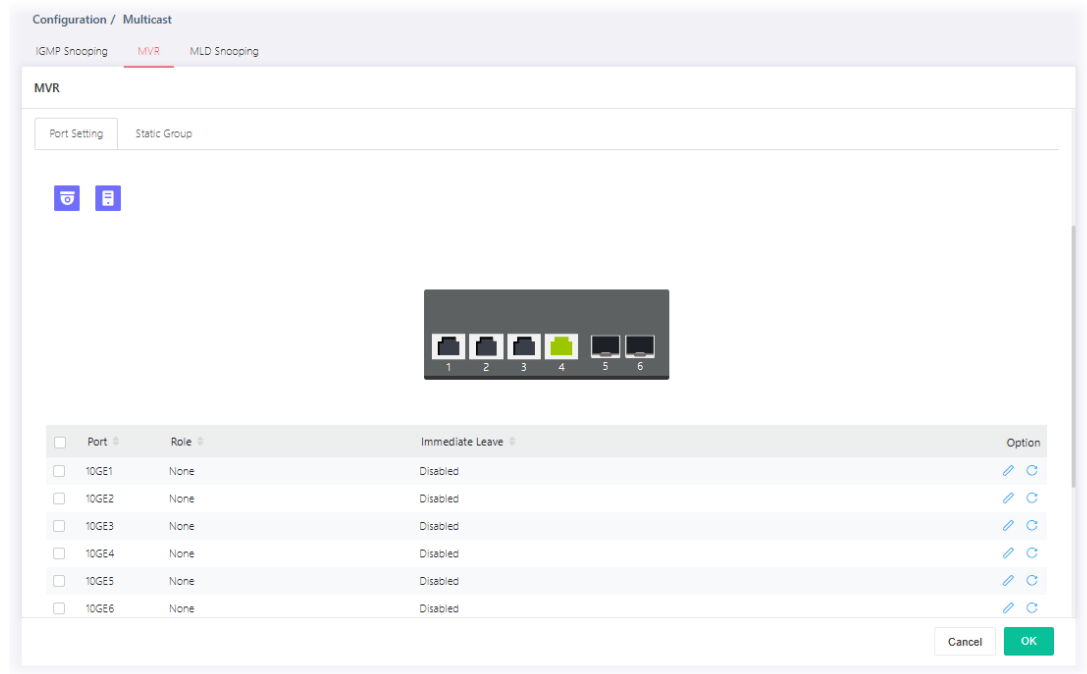 Configuration / Multicast
IGMP Snooping MVR MLD Snooping
MVR
Port Setting Static Group
1 2 3 4 5 6
Port Role Immediate Leave Option
10GE1 None Disabled
10GE2 None Disabled
10GE3 None Disabled
10GE4 None Disabled
10GE5 None Disabled
10GE6 None Disabled
Cancel OK